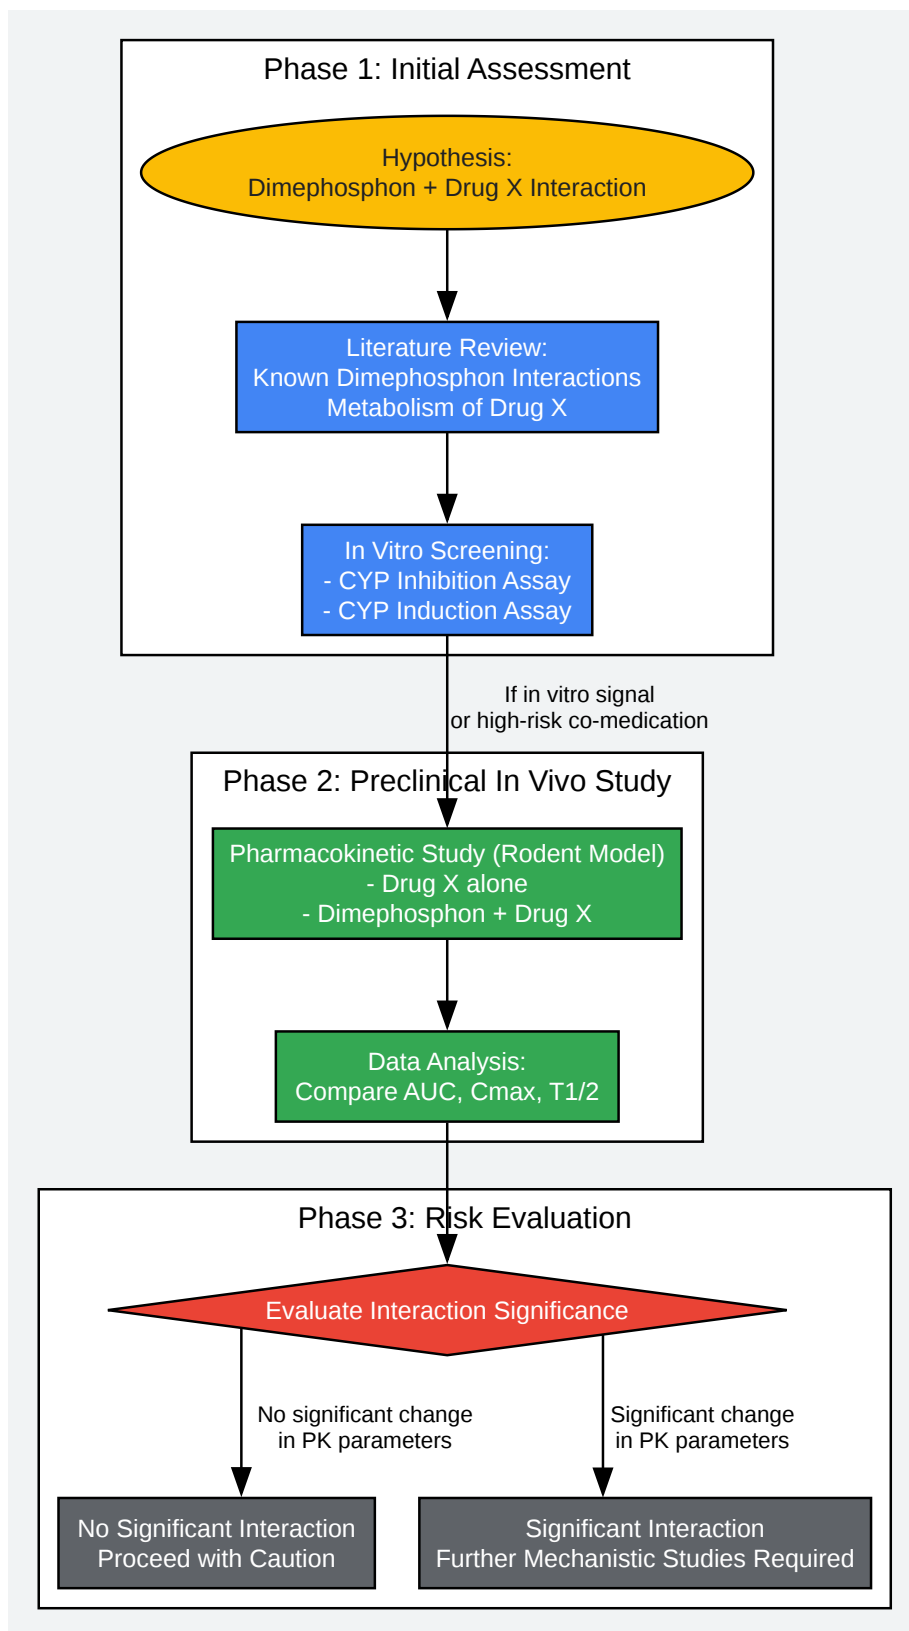 Phase 1: Initial Assessment
Hypothesis:
Dimephosphon + Drug X Interaction
Literature Review:
Known Dimephosphon Interactions
Metabolism of Drug X
In Vitro Screening:
- CYP Inhibition Assay
- CYP Induction Assay
If in vitro signal
or high-risk co-medication
Phase 2: Preclinical In Vivo Study
Pharmacokinetic Study (Rodent Model)
- Drug X alone
- Dimephosphon + Drug X
Data Analysis:
Compare AUC, Cmax, T1/2
Phase 3: Risk Evaluation
Evaluate Interaction Significance
No significant change
in PK parameters
Significant change
in PK parameters
No Significant Interaction
Proceed with Caution
Significant Interaction
Further Mechanistic Studies Required